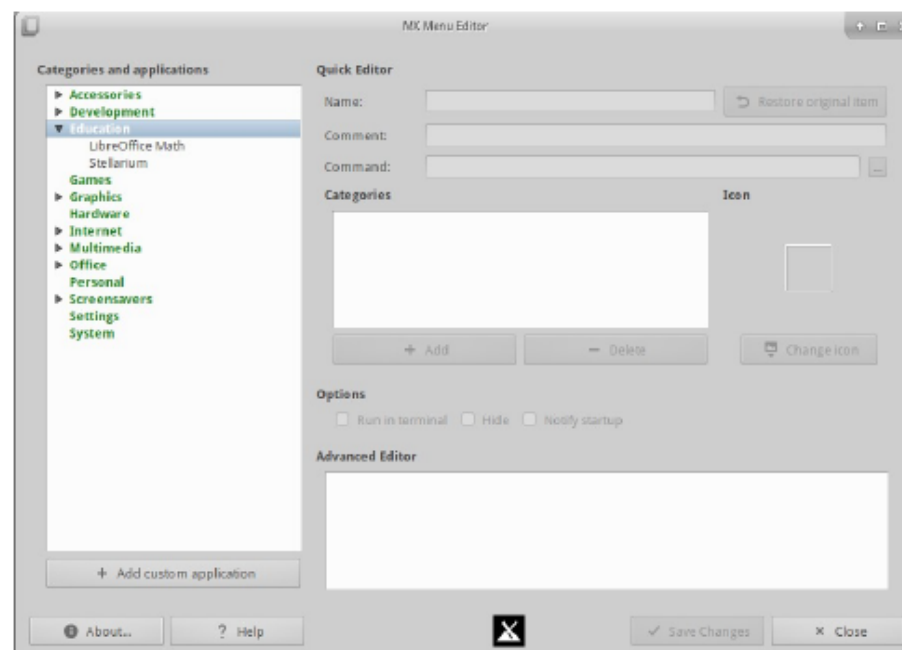 MX Menu Editor
Categories and applications
Accessories
Development
Education
LibreOffice Math
Stellarium
Games
Graphics
Hardware
Internet
Multimedia
Office
Personal
Screensavers
Settings
System
+ Add custom application
Quick Editor
Name:
Restore original item
Comment:
Command:
...
Categories
Icon
+ Add
− Delete
Change icon
Options
Run in terminal
Hide
Notify startup
Advanced Editor
About...
? Help
Save Changes
Close